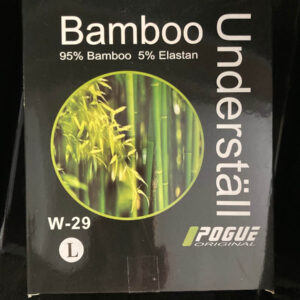 Bamboo
95% Bamboo 5% Elastan
Underställ
W-29
L
POGUE
ORIGINAL